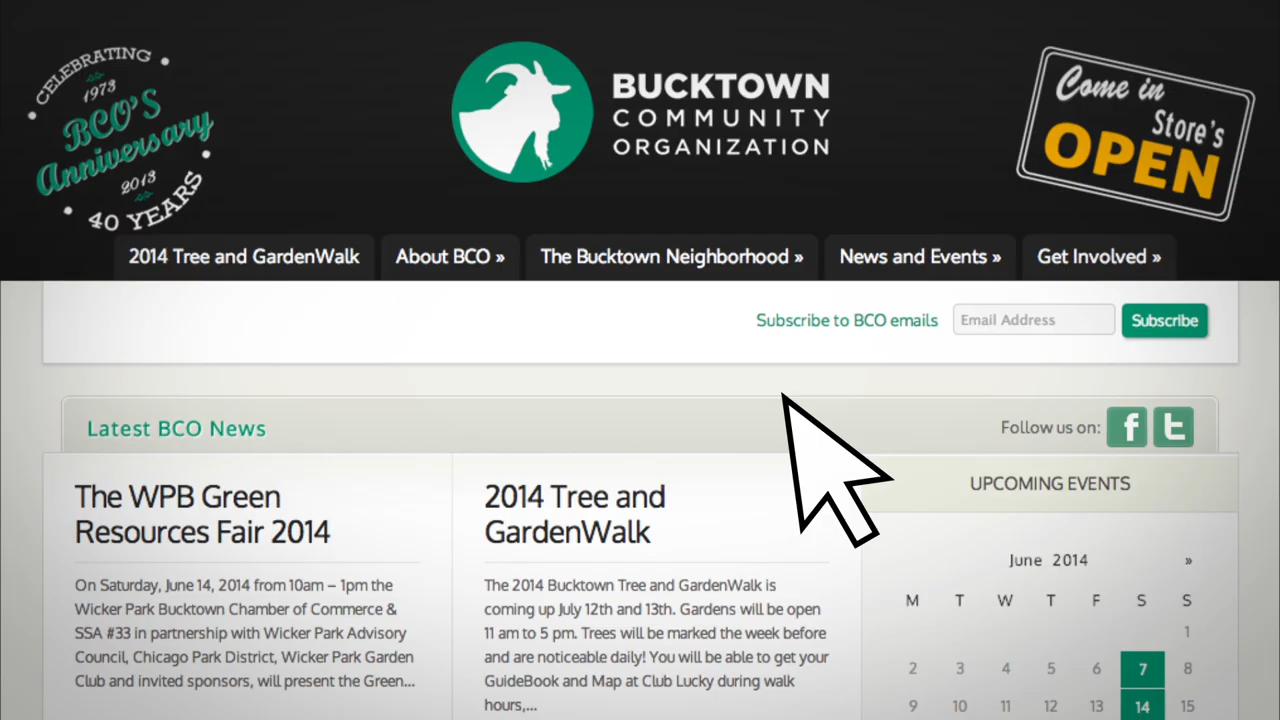 CELEBRATING
1973
BCO'S
Anniversary
2013
40 YEARS
BUCKTOWN
COMMUNITY
ORGANIZATION
Come in
Store's
OPEN
2014 Tree and GardenWalk
About BCO »
The Bucktown Neighborhood »
News and Events »
Get Involved »
Subscribe to BCO emails
Email Address
Subscribe
Latest BCO News
Follow us on:
f
t
The WPB Green
Resources Fair 2014
On Saturday, June 14, 2014 from 10am – 1pm the
Wicker Park Bucktown Chamber of Commerce &
SSA #33 in partnership with Wicker Park Advisory
Council, Chicago Park District, Wicker Park Garden
Club and invited sponsors, will present the Green...
2014 Tree and
GardenWalk
The 2014 Bucktown Tree and GardenWalk is
coming up July 12th and 13th. Gardens will be open
11 am to 5 pm. Trees will be marked the week before
and are noticeable daily! You will be able to get your
GuideBook and Map at Club Lucky during walk
hours,...
UPCOMING EVENTS
June 2014 »
M T W T F S S
1
2 3 4 5 6 7 8
9 10 11 12 13 14 15